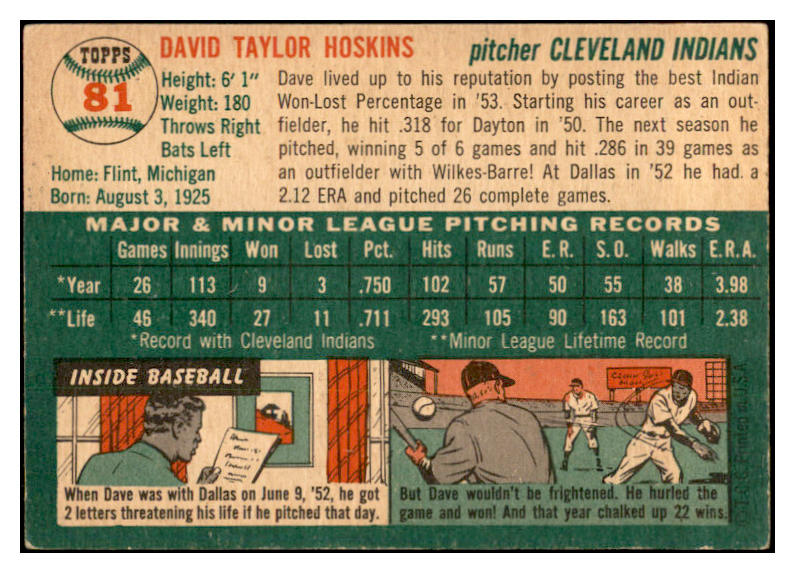 TOPPS
81
DAVID TAYLOR HOSKINS
pitcher CLEVELAND INDIANS
Height: 6' 1"
Weight: 180
Throws Right
Bats Left
Home: Flint, Michigan
Born: August 3, 1925
Dave lived up to his reputation by posting the best Indian
Won-Lost Percentage in '53. Starting his career as an out-
fielder, he hit .318 for Dayton in '50. The next season he
pitched, winning 5 of 6 games and hit .286 in 39 games as
an outfielder with Wilkes-Barre! At Dallas in '52 he had a
2.12 ERA and pitched 26 complete games.
MAJOR & MINOR LEAGUE PITCHING RECORDS
Games Innings Won Lost Pct. Hits Runs E.R. S.O. Walks E.R.A.
*Year 26 113 9 3 .750 102 57 50 55 38 3.98
**Life 46 340 27 11 .711 293 105 90 163 101 2.38
*Record with Cleveland Indians **Minor League Lifetime Record
INSIDE BASEBALL
When Dave was with Dallas on June 9, '52, he got
2 letters threatening his life if he pitched that day.
But Dave wouldn't be frightened. He hurled the
game and won! And that year chalked up 22 wins.
Printed in U.S.A.